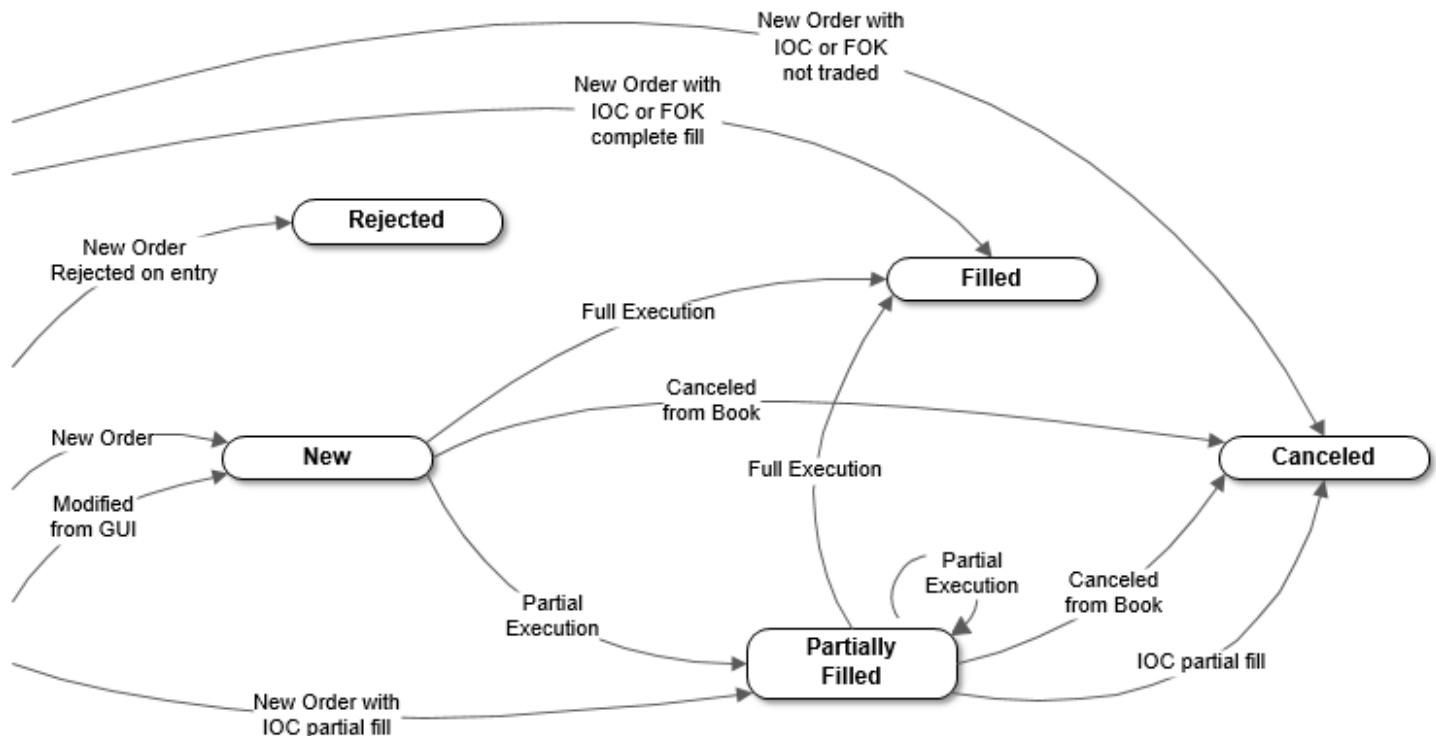 New Order with
IOC or FOK
not traded
New Order with
IOC or FOK
complete fill
Rejected
New Order
Rejected on entry
Filled
Full Execution
Canceled
from Book
New Order
New
Full Execution
Canceled
Modified
from GUI
Partial
Execution
Partial
Execution
Canceled
from Book
Partially
Filled
IOC partial fill
New Order with
IOC partial fill